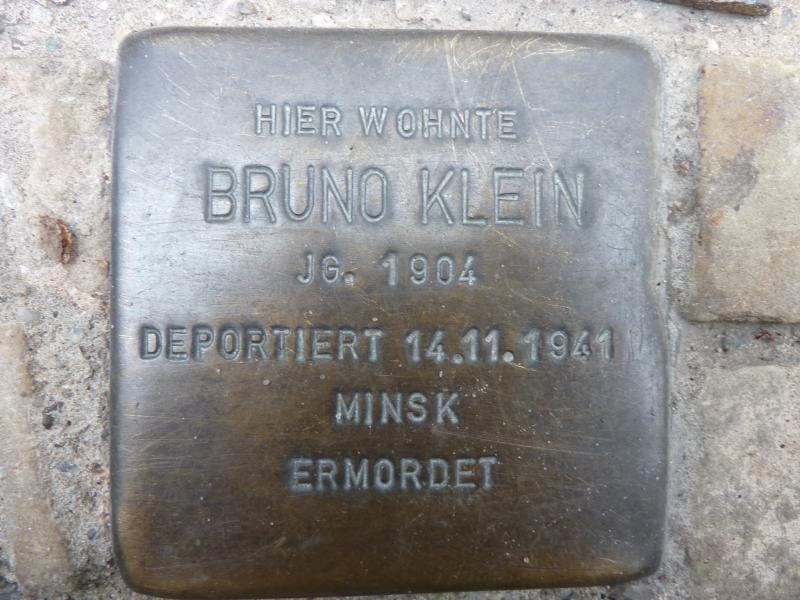 HIER WOHNTE
BRUNO KLEIN
JG. 1904
DEPORTIERT 14.11.1941
MINSK
ERMORDET